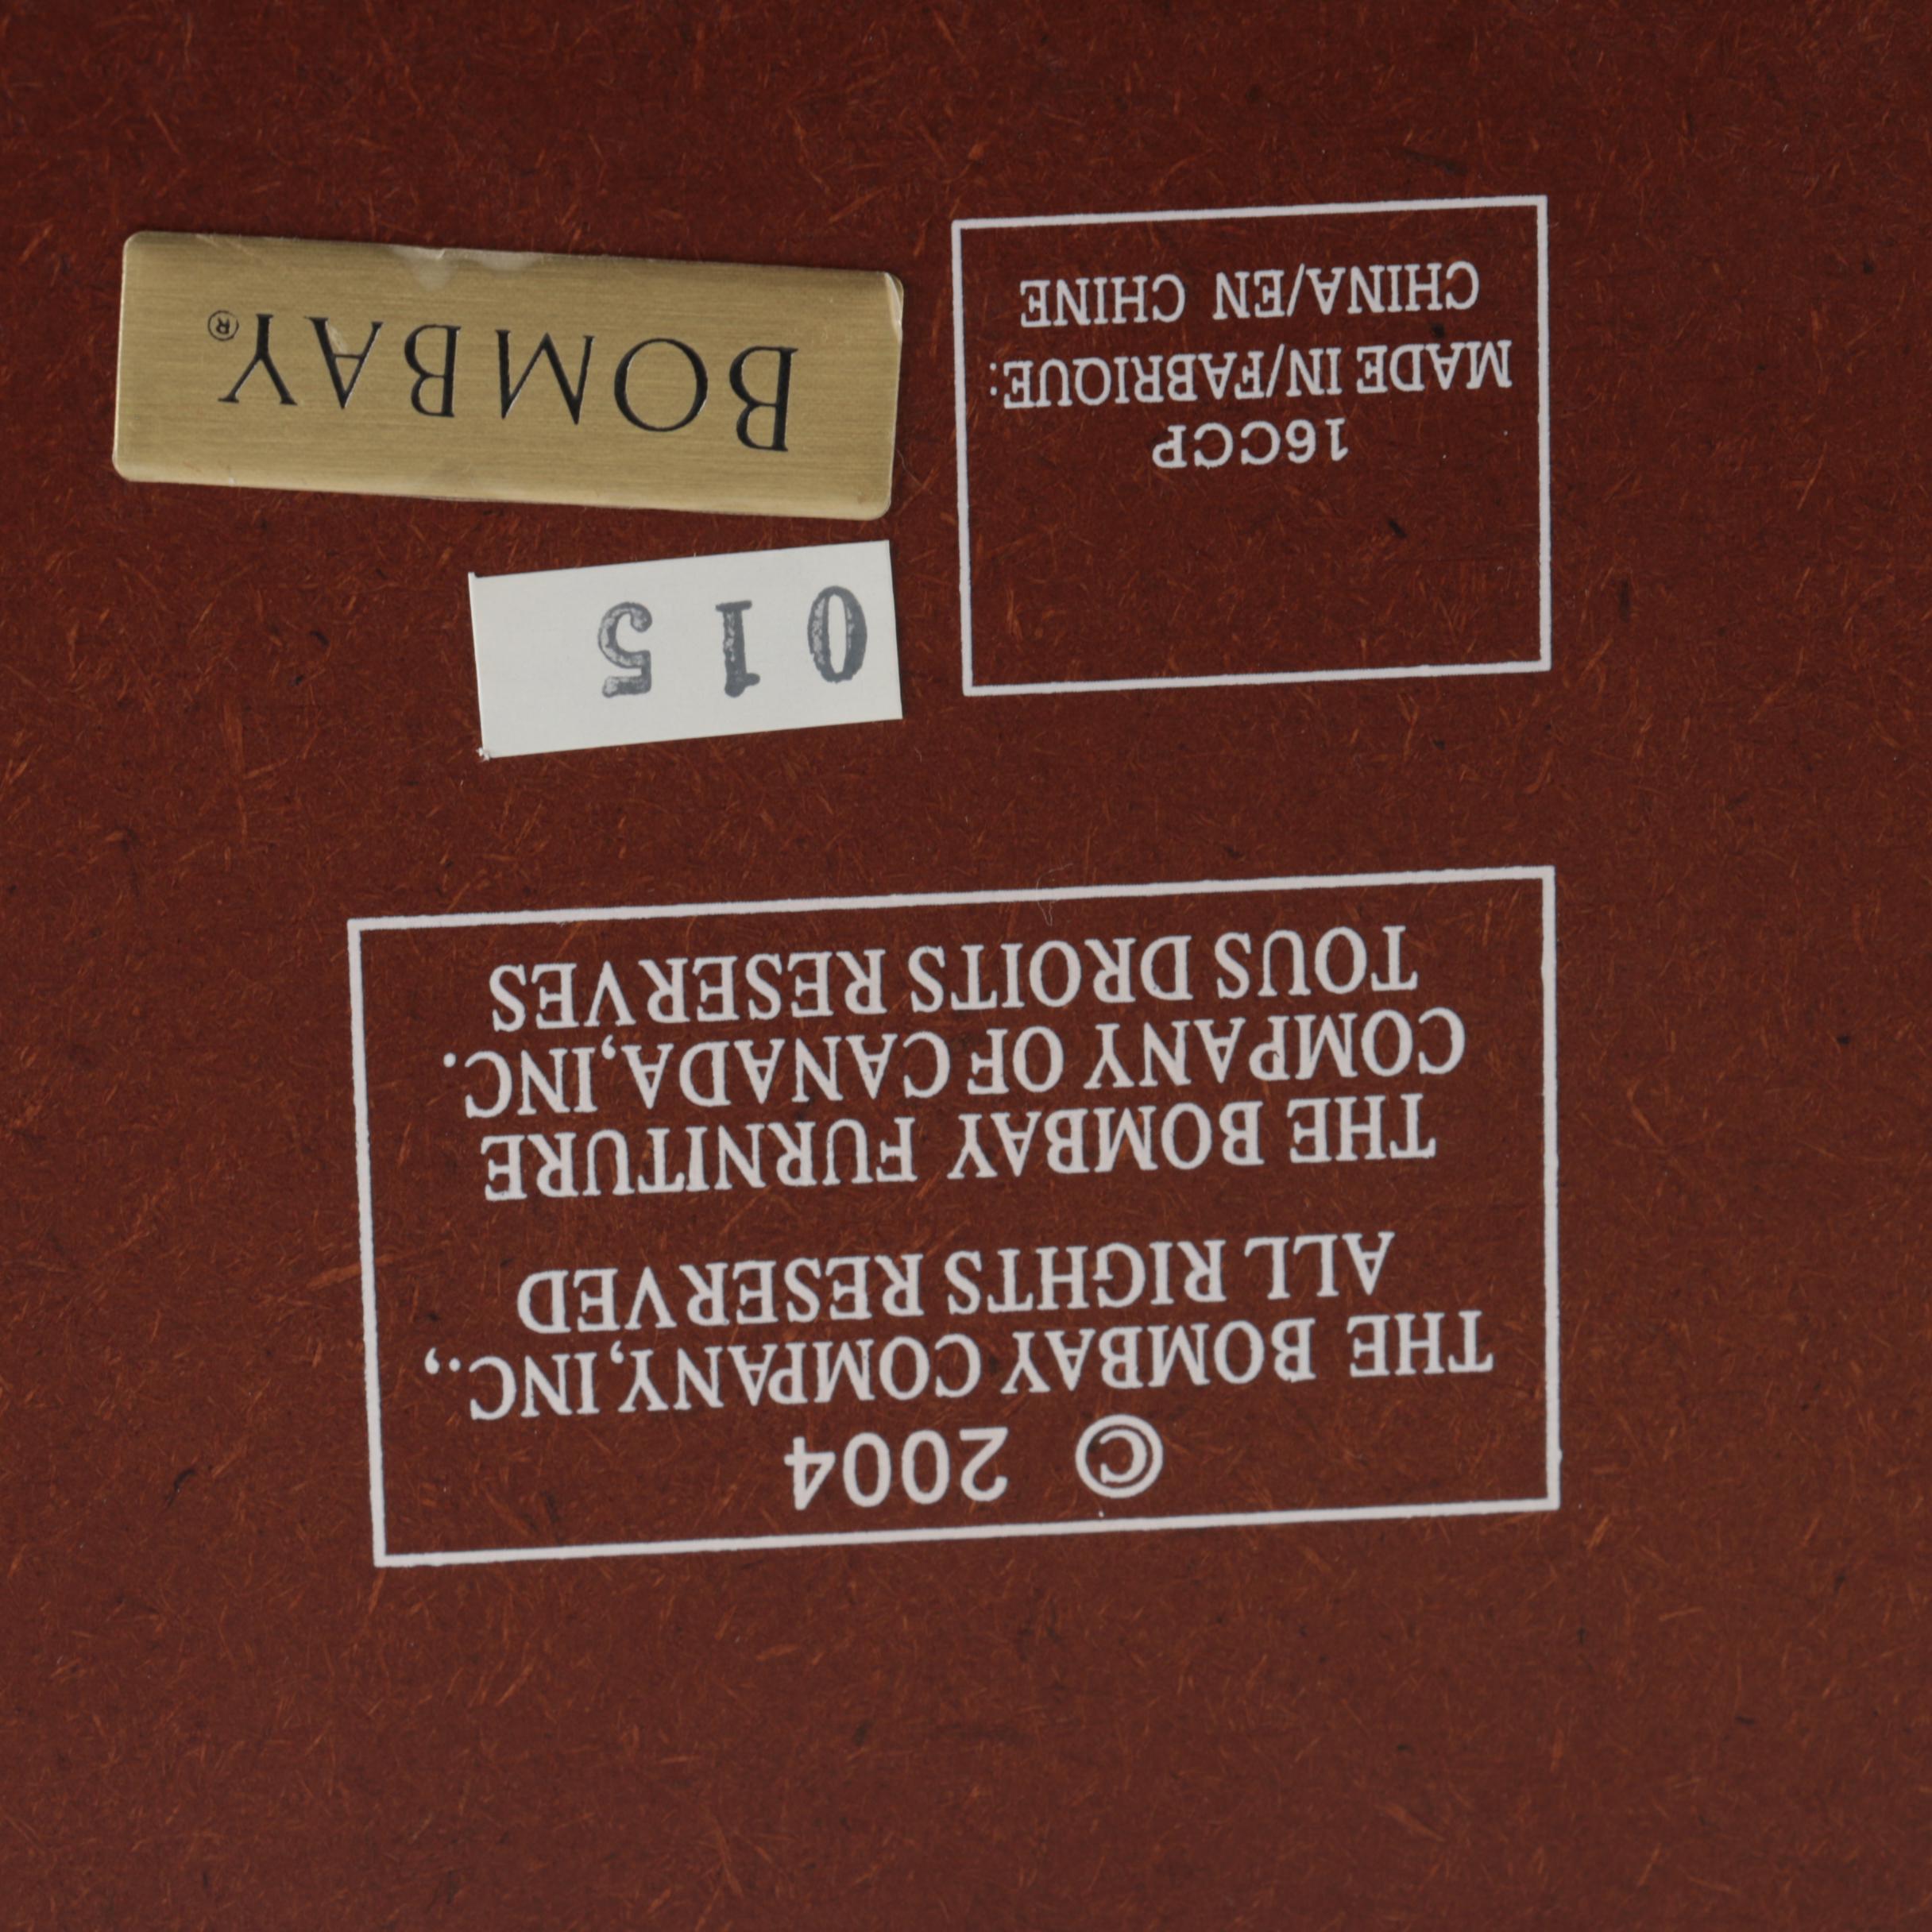 © 2004
THE BOMBAY COMPANY,INC.,
ALL RIGHTS RESERVED
THE BOMBAY FURNITURE
COMPANY OF CANADA,INC.
TOUS DROITS RESERVES
16CCP
MADE IN/FABRIQUE:
CHINA/EN CHINE
015
BOMBAY®